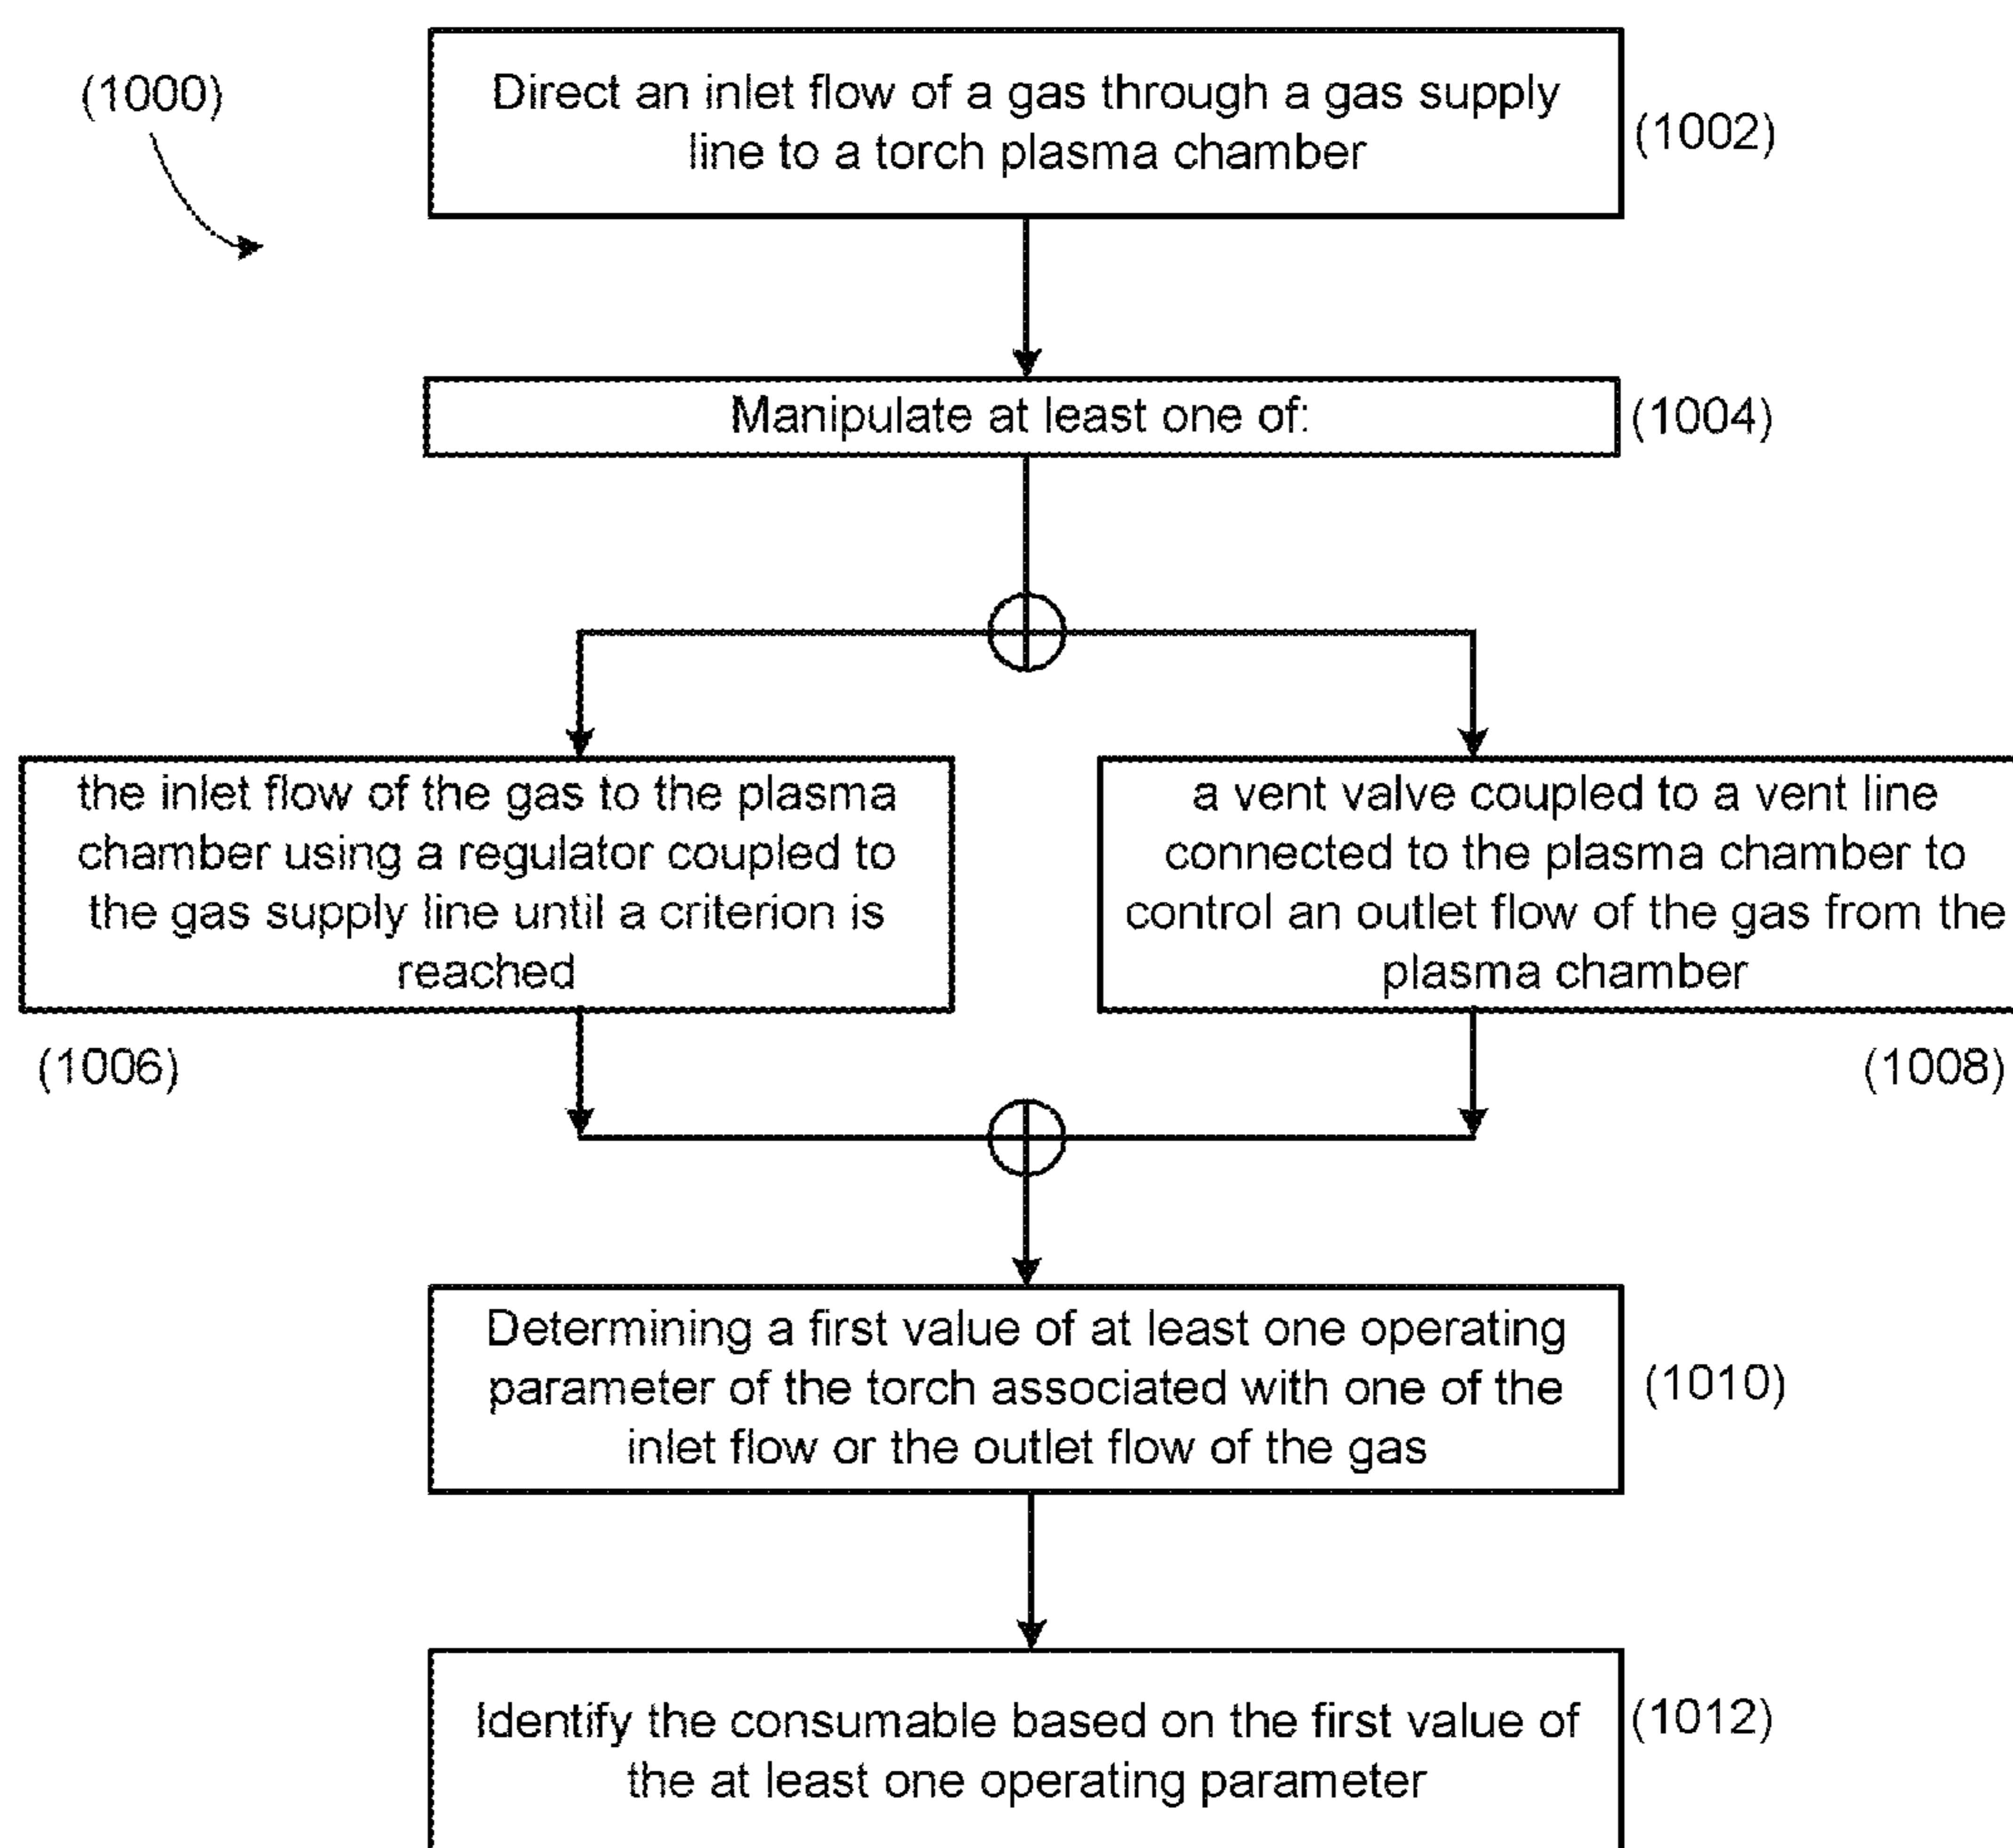 (1000)
Direct an inlet flow of a gas through a gas supply
line to a torch plasma chamber
(1002)
Manipulate at least one of:
(1004)
the inlet flow of the gas to the plasma
chamber using a regulator coupled to
the gas supply line until a criterion is
reached
(1006)
a vent valve coupled to a vent line
connected to the plasma chamber to
control an outlet flow of the gas from the
plasma chamber
(1008)
Determining a first value of at least one operating
parameter of the torch associated with one of the
inlet flow or the outlet flow of the gas
(1010)
Identify the consumable based on the first value of
the at least one operating parameter
(1012)